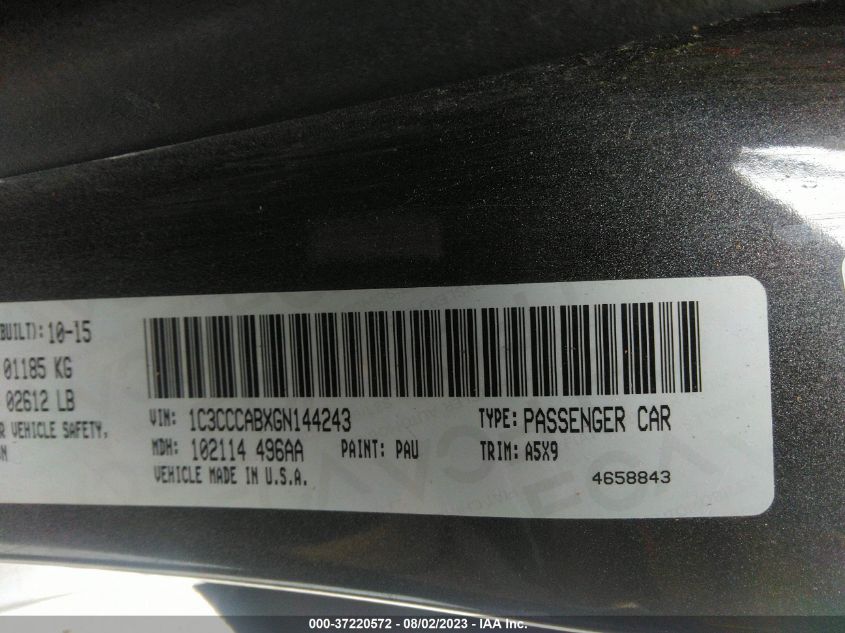 BUILT): 10-15
01185 KG
02612 LB
R VEHICLE SAFETY,
ON
VIN: 1C3CCCABXGN144243 TYPE: PASSENGER CAR
MDH: 102114 496AA PAINT: PAU TRIM: A5X9
VEHICLE MADE IN U.S.A. 4658843
000-37220572 - 08/02/2023 - IAA Inc.